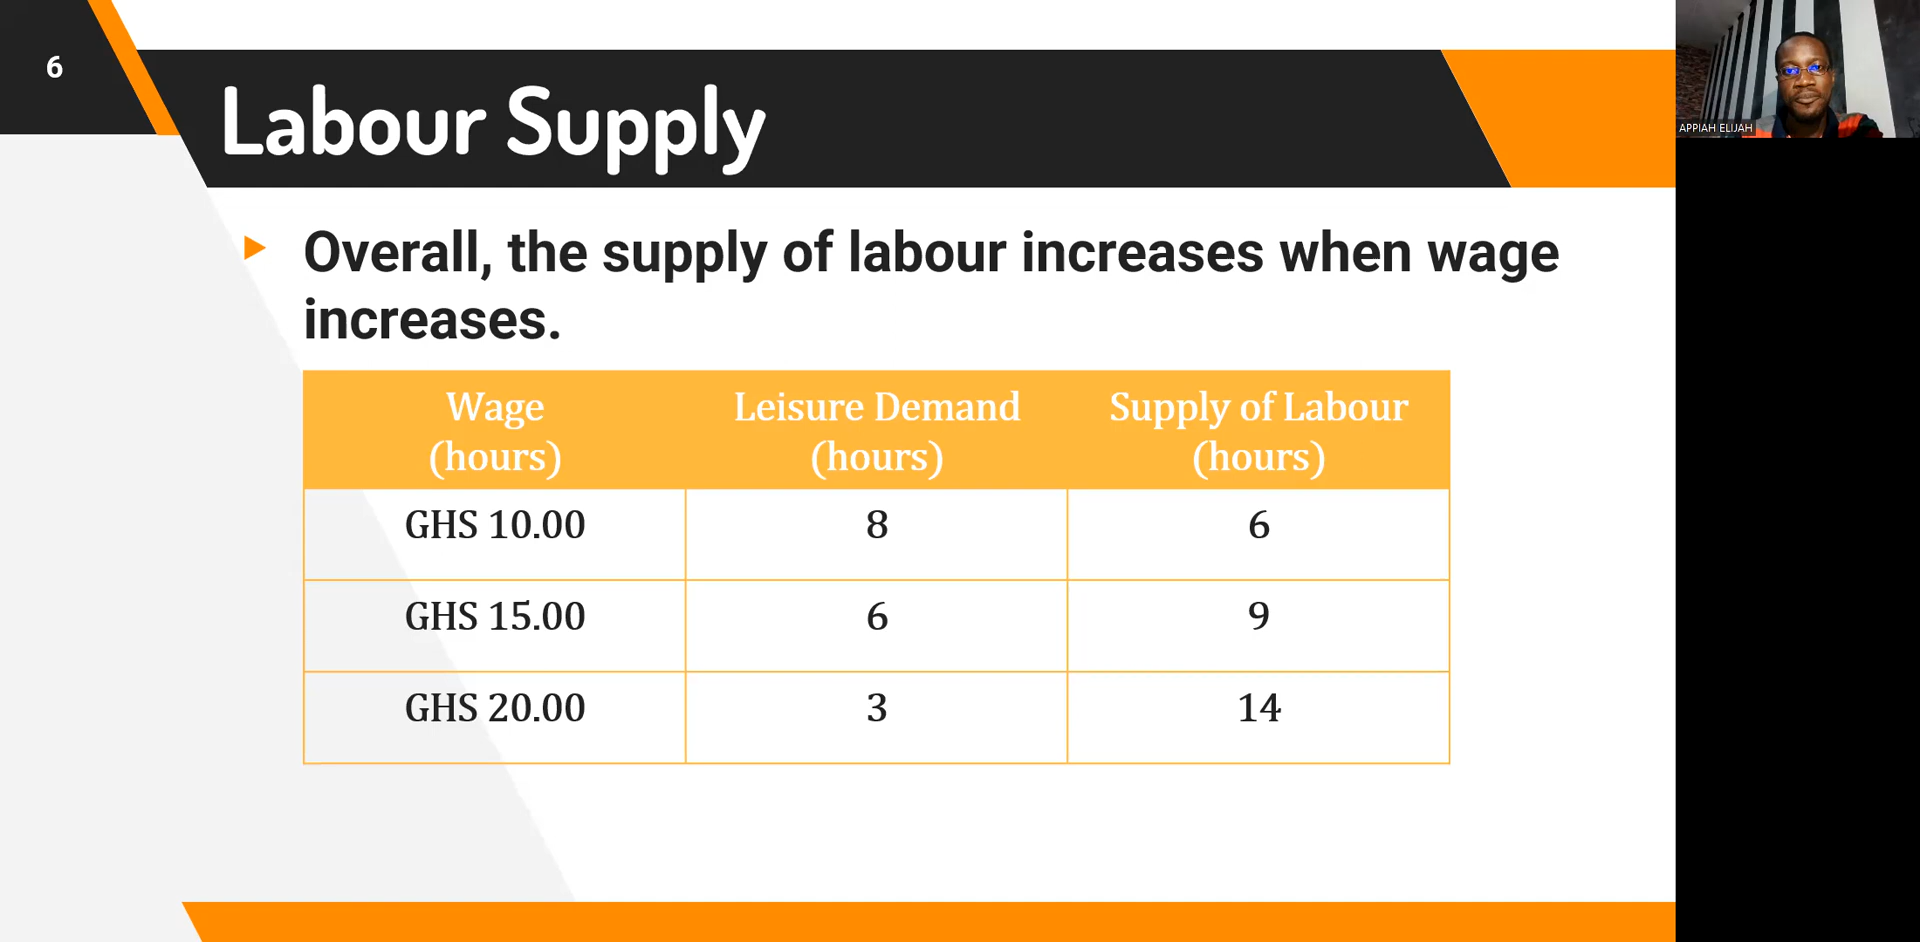 6
Labour Supply
Overall, the supply of labour increases when wage
increases.
Wage Leisure Demand Supply of Labour
(hours) (hours) (hours)
GHS 10.00 8 6
GHS 15.00 6 9
GHS 20.00 3 14
APPIAH ELIJAH